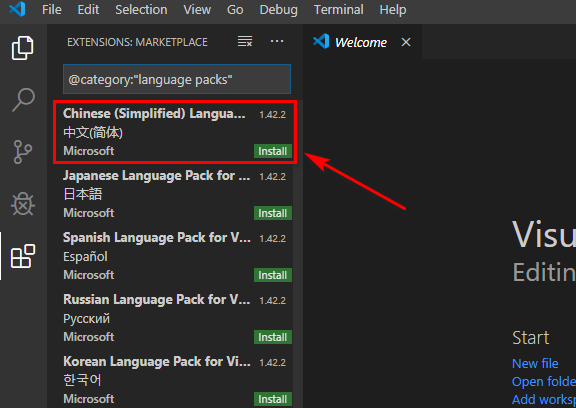 File Edit Selection View Go Debug Terminal Help
EXTENSIONS: MARKETPLACE
Welcome
@category:"language packs"
Chinese (Simplified) Langua... 1.42.2
中文(简体)
Microsoft Install
Japanese Language Pack for ... 1.42.2
日本語
Microsoft Install
Spanish Language Pack for V... 1.42.2
Español
Microsoft Install
Russian Language Pack for V... 1.42.2
Русский
Microsoft Install
Korean Language Pack for Vi... 1.42.2
한국어
Microsoft Install
Visu
Editin
Start
New file
Open folde
Add worksp